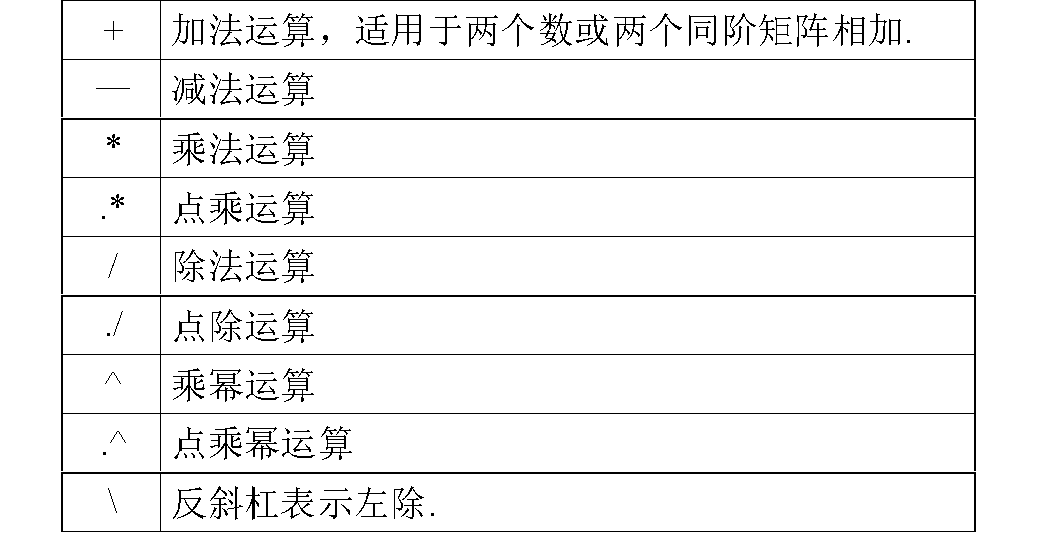 + 加法运算，适用于两个数或两个同阶矩阵相加.
— 减法运算
* 乘法运算
.* 点乘运算
/ 除法运算
./ 点除运算
^ 乘幂运算
.^ 点乘幂运算
\ 反斜杠表示左除.